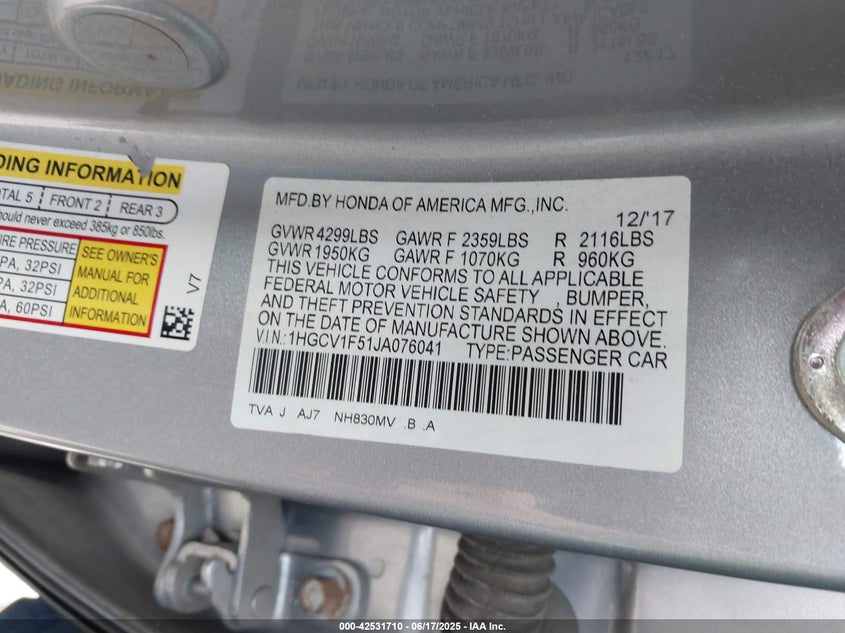 DING INFORMATION
OTAL 5 FRONT 2 REAR 3
hould never exceed 385kg or 850lbs.
IRE PRESSURE
PA, 32PSI
PA, 32PSI
A, 60PSI
SEE OWNER'S
MANUAL FOR
ADDITIONAL
INFORMATION
V7
MFD.BY HONDA OF AMERICA MFG.,INC.
12/'17
GVWR 4299LBS GAWR F 2359LBS R 2116LBS
GVWR 1950KG GAWR F 1070KG R 960KG
THIS VEHICLE CONFORMS TO ALL APPLICABLE
FEDERAL MOTOR VEHICLE SAFETY , BUMPER,
AND THEFT PREVENTION STANDARDS IN EFFECT
ON THE DATE OF MANUFACTURE SHOWN ABOVE.
V.I.N.: 1HGCV1F51JA076041 TYPE:PASSENGER CAR
TVA J AJ7 NH830MV .B .A
000-42531710 — 06/17/2025 — IAA Inc.